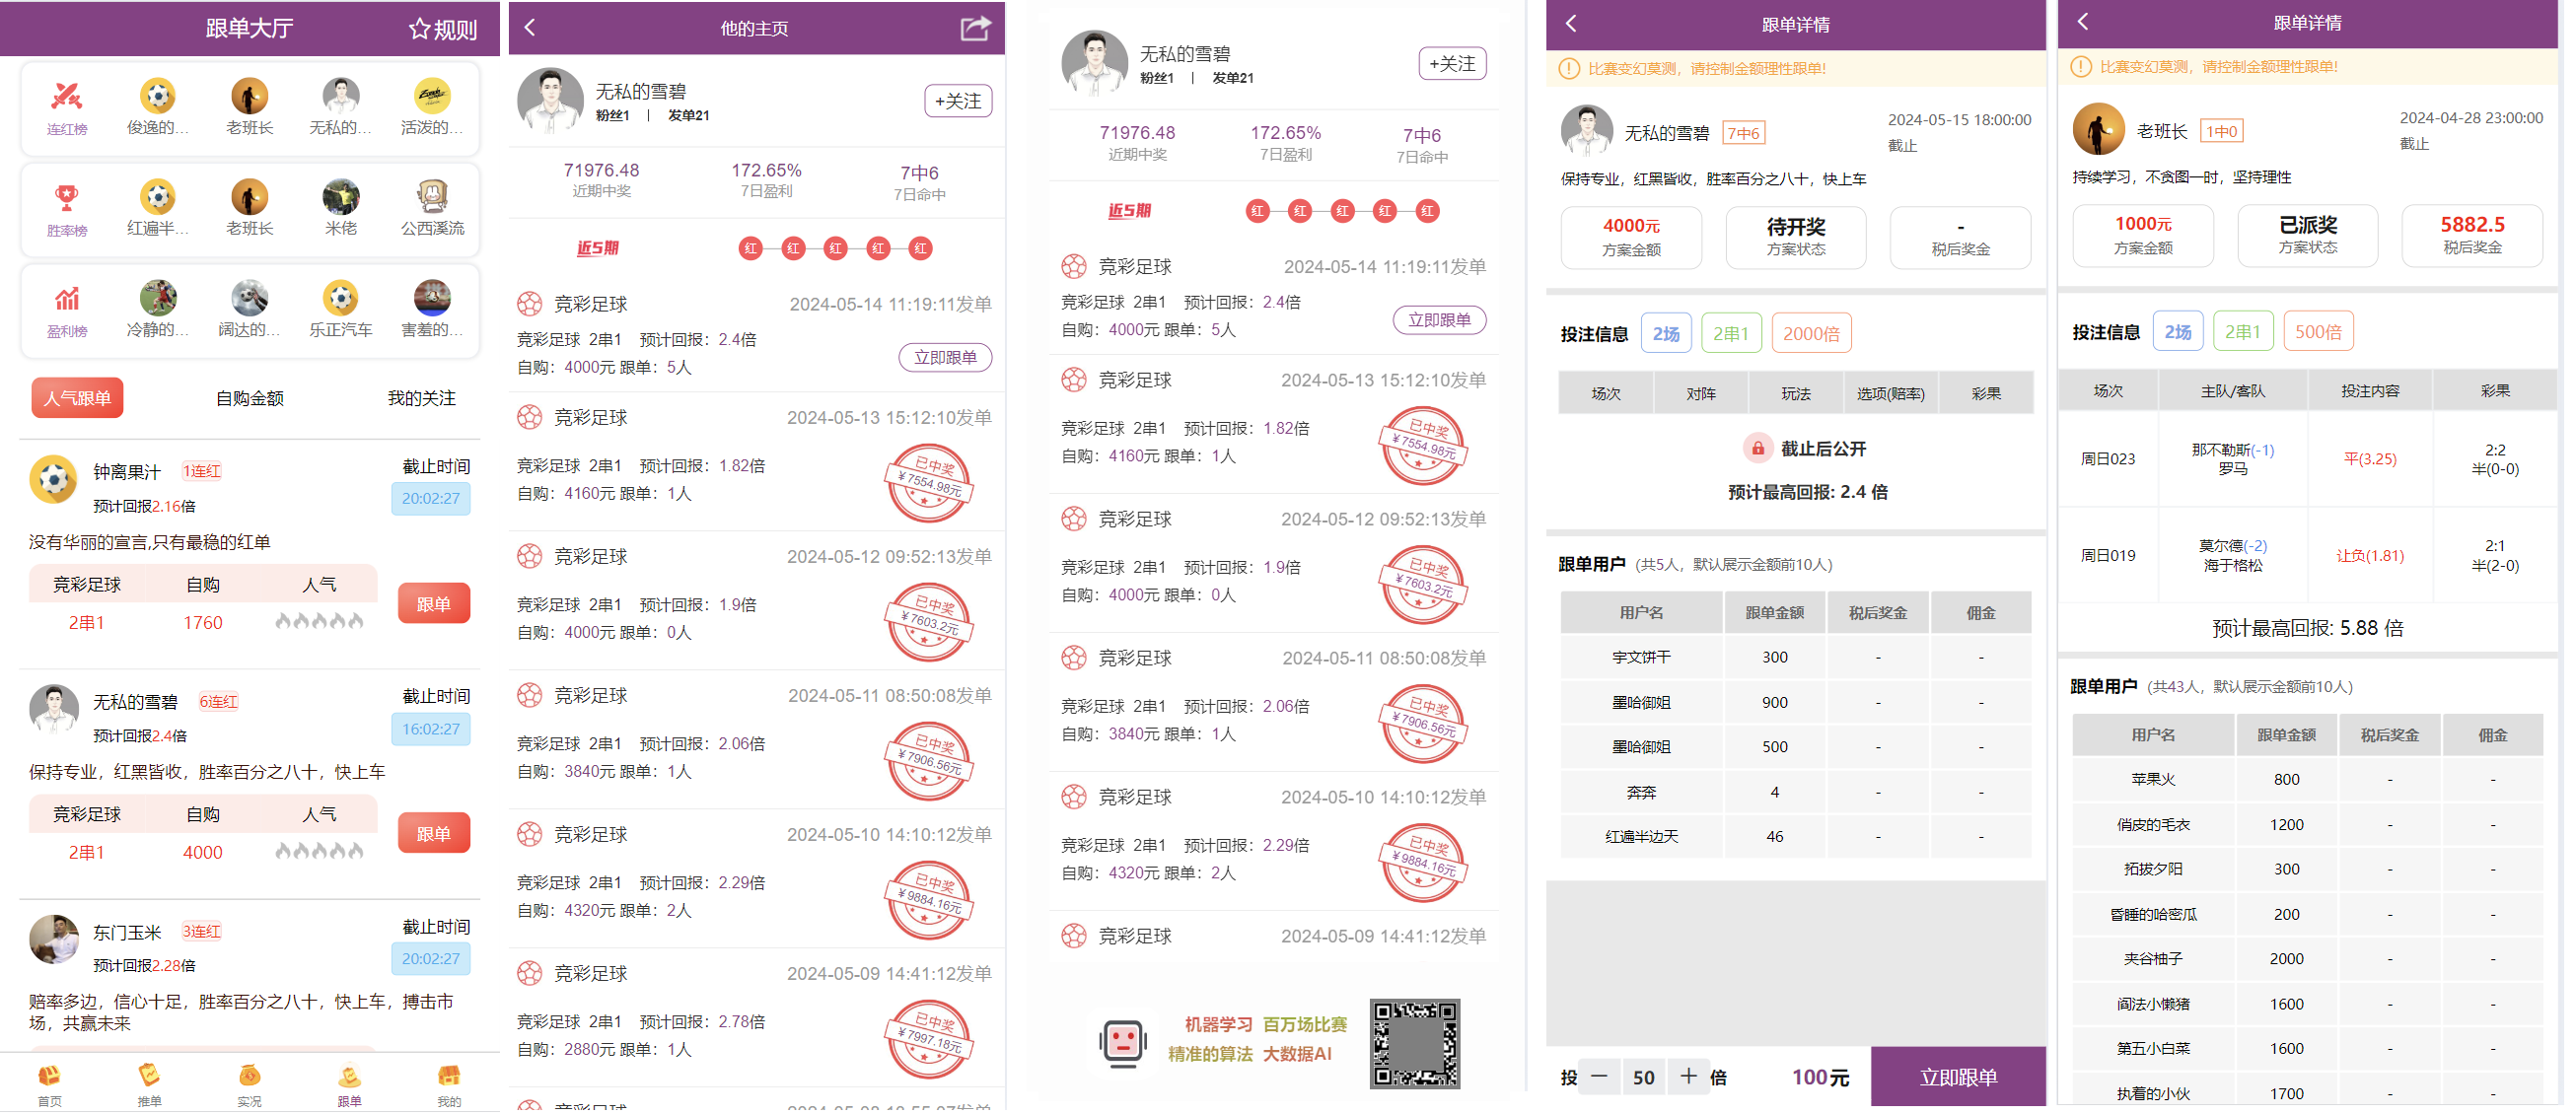 跟单大厅
规则
连红榜
俊逸的...
老班长
无私的...
活泼的...
胜率榜
红遍半...
老班长
米佬
公西溪流
盈利榜
冷静的...
阔达的...
乐正汽车
害羞的...
人气跟单
自购金额
我的关注
钟离果汁 1连红
截止时间
预计回报2.16倍
20:02:27
没有华丽的宣言,只有最稳的红单
竞彩足球 自购 人气
2串1 1760
跟单
无私的雪碧 6连红
截止时间
预计回报2.4倍
16:02:27
保持专业，红黑皆收，胜率百分之八十，快上车
竞彩足球 自购 人气
2串1 4000
跟单
东门玉米 3连红
截止时间
预计回报2.28倍
20:02:27
赔率多边，信心十足，胜率百分之八十，快上车，搏击市
场，共赢未来
首页 推单 实况 跟单 我的
他的主页
无私的雪碧
粉丝1 | 发单21
+关注
71976.48 172.65% 7中6
近期中奖 7日盈利 7日命中
近5期 红 红 红 红 红
竞彩足球 2024-05-14 11:19:11发单
竞彩足球 2串1 预计回报：2.4倍
自购：4000元 跟单：5人
立即跟单
竞彩足球 2024-05-13 15:12:10发单
竞彩足球 2串1 预计回报：1.82倍
自购：4160元 跟单：1人
已中奖
￥7554.98元
竞彩足球 2024-05-12 09:52:13发单
竞彩足球 2串1 预计回报：1.9倍
自购：4000元 跟单：0人
已中奖
￥7603.2元
竞彩足球 2024-05-11 08:50:08发单
竞彩足球 2串1 预计回报：2.06倍
自购：3840元 跟单：1人
已中奖
￥7906.56元
竞彩足球 2024-05-10 14:10:12发单
竞彩足球 2串1 预计回报：2.29倍
自购：4320元 跟单：2人
已中奖
￥9884.16元
竞彩足球 2024-05-09 14:41:12发单
竞彩足球 2串1 预计回报：2.78倍
自购：2880元 跟单：1人
已中奖
￥7997.18元
无私的雪碧
粉丝1 | 发单21
+关注
71976.48 172.65% 7中6
近期中奖 7日盈利 7日命中
近5期 红 红 红 红 红
竞彩足球 2024-05-14 11:19:11发单
竞彩足球 2串1 预计回报：2.4倍
自购：4000元 跟单：5人
立即跟单
竞彩足球 2024-05-13 15:12:10发单
竞彩足球 2串1 预计回报：1.82倍
自购：4160元 跟单：1人
已中奖
￥7554.98元
竞彩足球 2024-05-12 09:52:13发单
竞彩足球 2串1 预计回报：1.9倍
自购：4000元 跟单：0人
已中奖
￥7603.2元
竞彩足球 2024-05-11 08:50:08发单
竞彩足球 2串1 预计回报：2.06倍
自购：3840元 跟单：1人
已中奖
￥7906.56元
竞彩足球 2024-05-10 14:10:12发单
竞彩足球 2串1 预计回报：2.29倍
自购：4320元 跟单：2人
已中奖
￥9884.16元
竞彩足球 2024-05-09 14:41:12发单
机器学习 百万场比赛
精准的算法 大数据AI
跟单详情
比赛变幻莫测，请控制金额理性跟单!
无私的雪碧 7中6
2024-05-15 18:00:00
截止
保持专业，红黑皆收，胜率百分之八十，快上车
4000元 待开奖 -
方案金额 方案状态 税后奖金
投注信息 2场 2串1 2000倍
场次 对阵 玩法 选项(赔率) 彩果
截止后公开
预计最高回报: 2.4 倍
跟单用户 (共5人，默认展示金额前10人)
用户名 跟单金额 税后奖金 佣金
宇文饼干 300 - -
墨哈御姐 900 - -
墨哈御姐 500 - -
奔奔 4 - -
红遍半边天 46 - -
投 － 50 ＋ 倍 100元 立即跟单
跟单详情
比赛变幻莫测，请控制金额理性跟单!
老班长 1中0
2024-04-28 23:00:00
截止
持续学习，不贪图一时，坚持理性
1000元 已派奖 5882.5
方案金额 方案状态 税后奖金
投注信息 2场 2串1 500倍
场次 主队/客队 投注内容 彩果
周日023 那不勒斯(-1) 罗马 平(3.25) 2:2 半(0-0)
周日019 莫尔德(-2) 海于格松 让负(1.81) 2:1 半(2-0)
预计最高回报: 5.88 倍
跟单用户 (共43人，默认展示金额前10人)
用户名 跟单金额 税后奖金 佣金
苹果火 800 - -
俏皮的毛衣 1200 - -
拓拔夕阳 300 - -
昏睡的哈密瓜 200 - -
夹谷柚子 2000 - -
阎法小懒猪 1600 - -
第五小白菜 1600 - -
执着的小伙 1700 - -